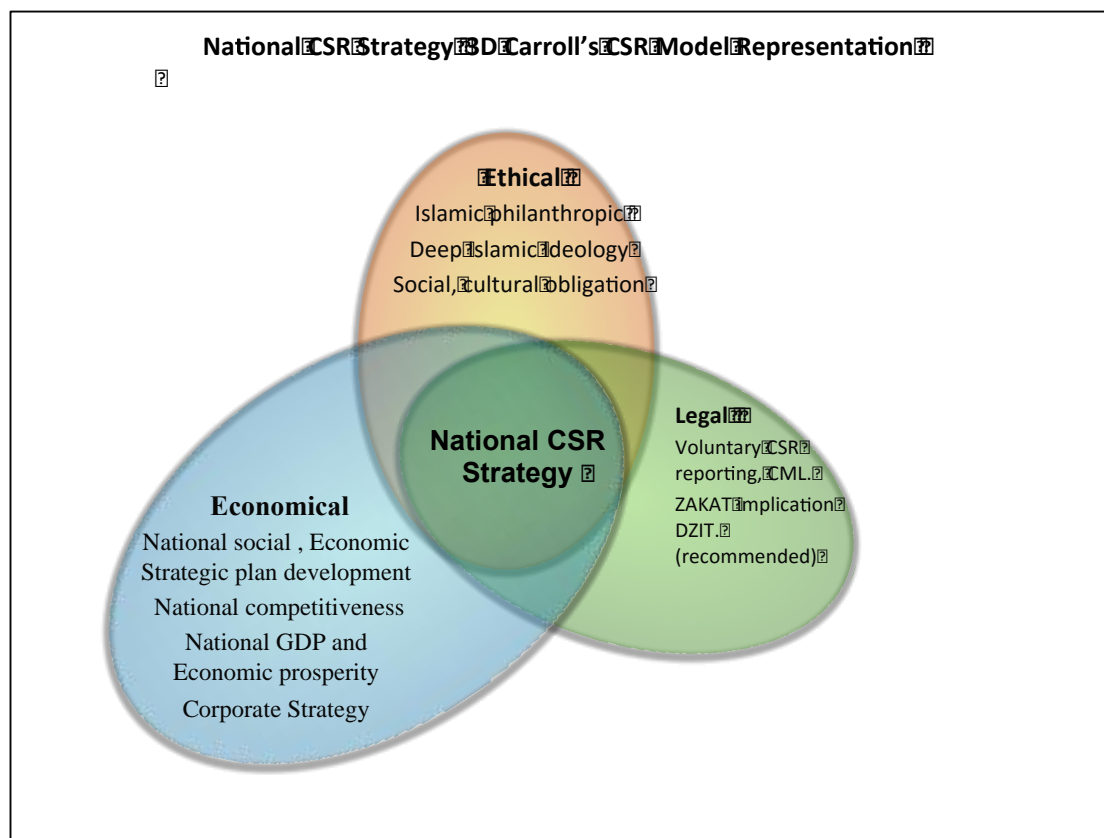 National CSR Strategy 3D Carroll's CSR Model Representation
Ethical
Islamic philanthropic
Deep Islamic Ideology
Social, cultural obligation
National CSR
Strategy
Legal
Voluntary CSR
reporting, CML.
ZAKAT implication
DZIT.
(recommended)
Economical
National social , Economic
Strategic plan development
National competitiveness
National GDP and
Economic prosperity
Corporate Strategy